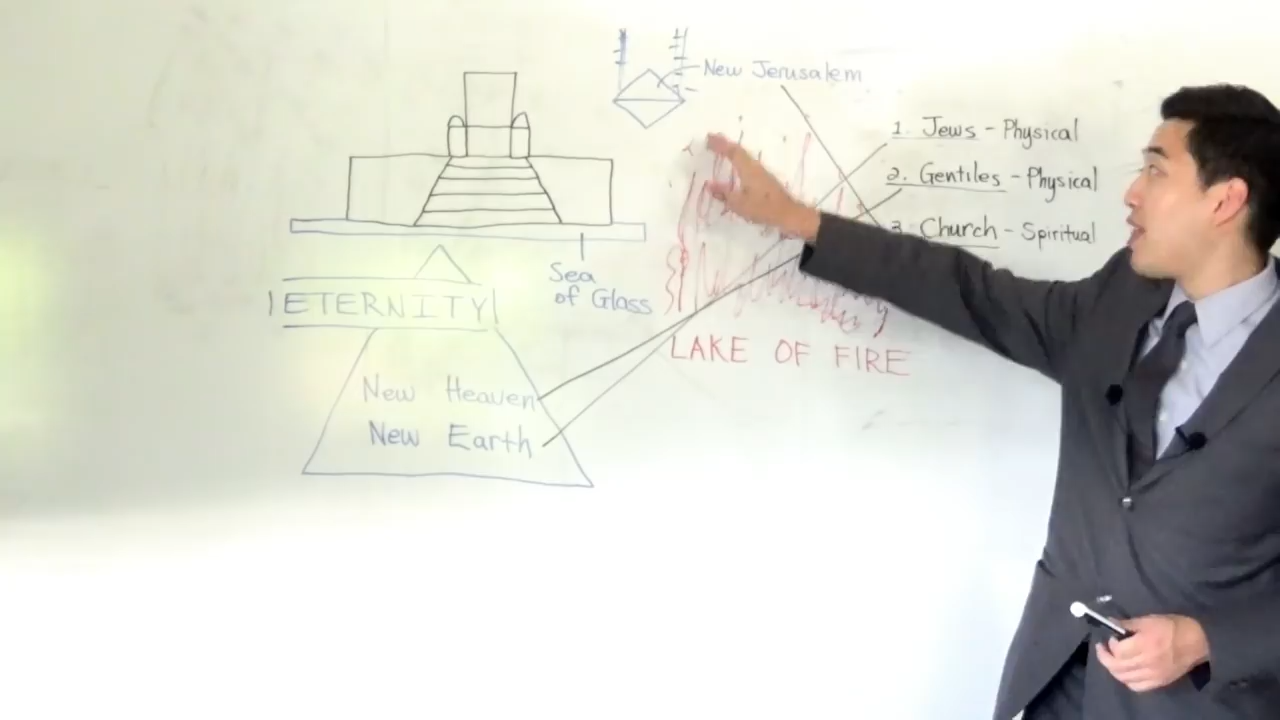 New Jerusalem
1. Jews - Physical
2. Gentiles - Physical
3. Church - Spiritual
Sea
of Glass
ETERNITY
LAKE OF FIRE
New Heaven
New Earth